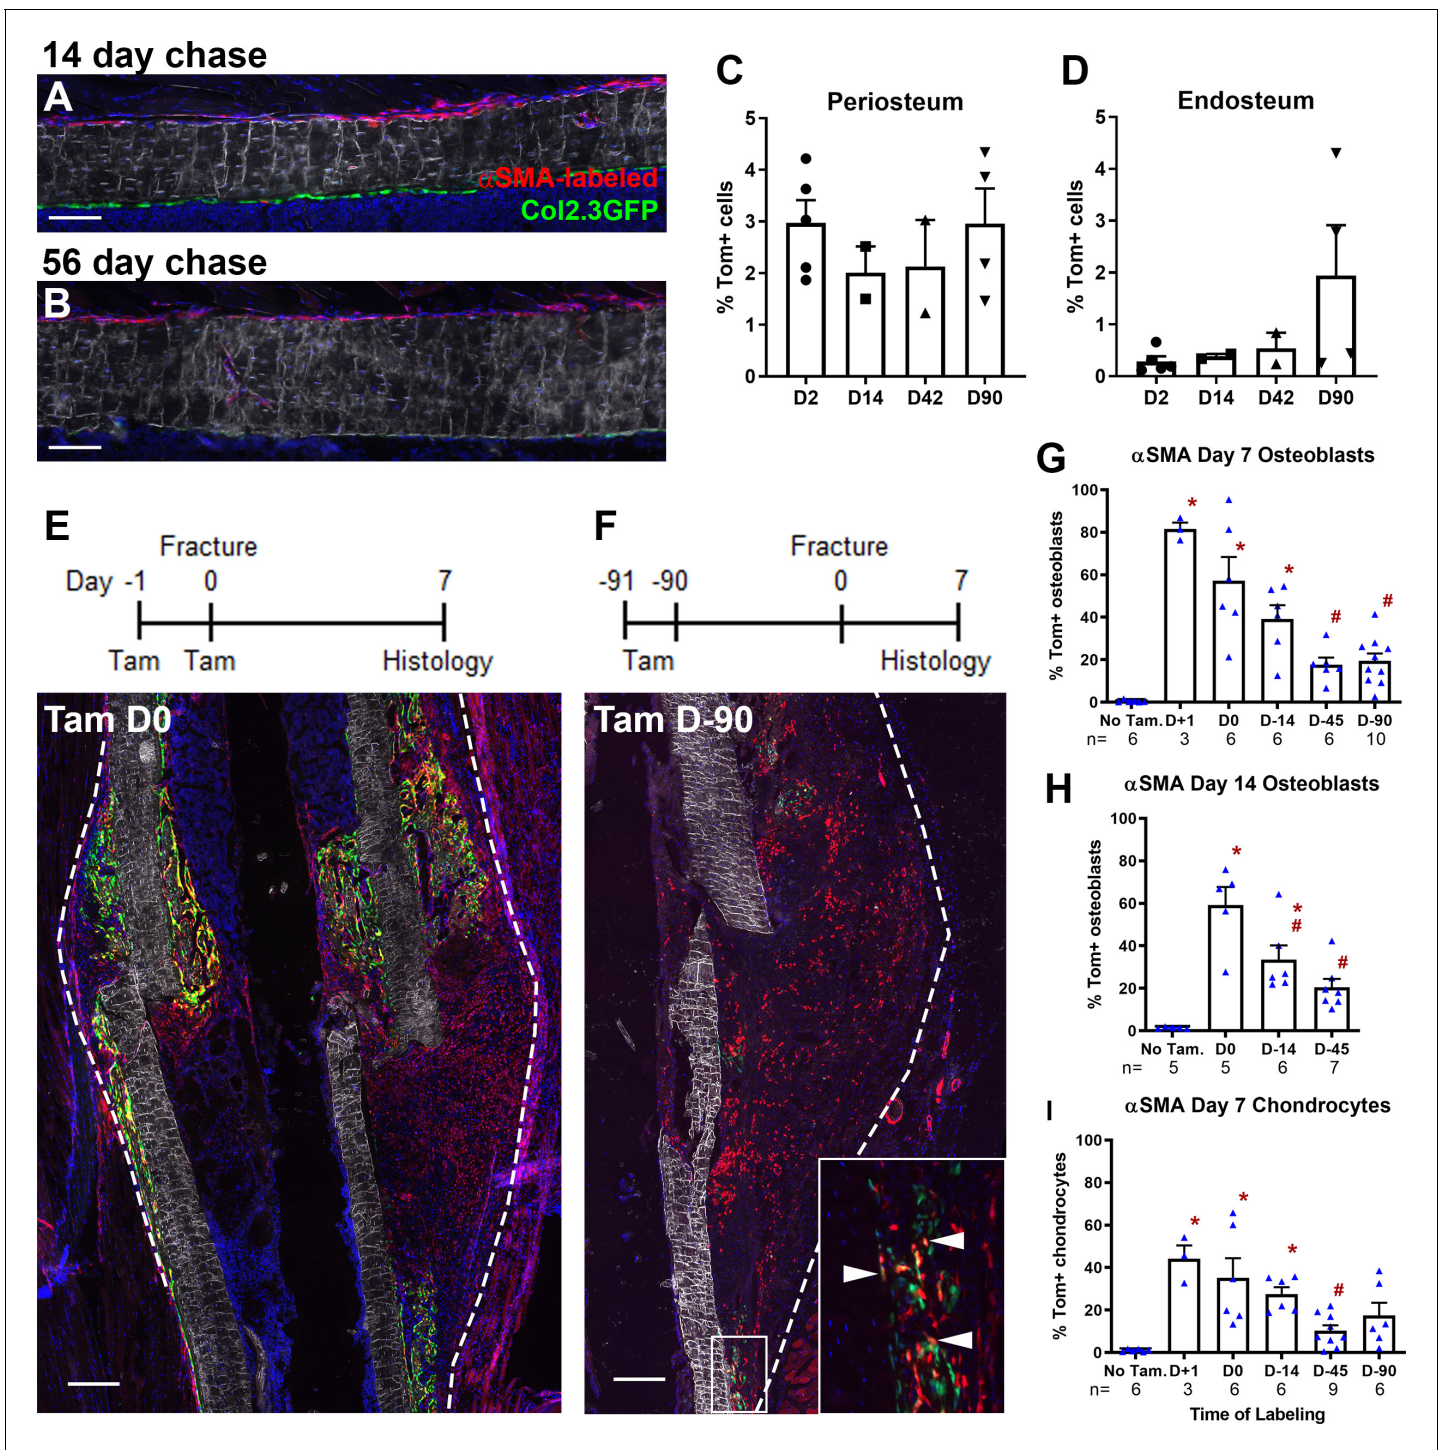 14 day chase
A
αSMA-labeled
Col2.3GFP
56 day chase
B
C
Periosteum
% Tom+ cells
5
4
3
2
1
0
D2 D14 D42 D90
D
Endosteum
% Tom+ cells
5
4
3
2
1
0
D2 D14 D42 D90
E
Fracture
Day -1 0 7
Tam Tam Histology
Tam D0
F
Fracture
-91 -90 0 7
Tam Histology
Tam D-90
G
αSMA Day 7 Osteoblasts
% Tom+ osteoblasts
100
80
60
40
20
0
* * * # #
No Tam. D+1 D0 D-14 D-45 D-90
n= 6 3 6 6 6 10
H
αSMA Day 14 Osteoblasts
% Tom+ osteoblasts
100
80
60
40
20
0
* * # #
No Tam. D0 D-14 D-45
n= 5 5 6 7
I
αSMA Day 7 Chondrocytes
% Tom+ chondrocytes
100
80
60
40
20
0
* * * #
No Tam. D+1 D0 D-14 D-45 D-90
n= 6 3 6 6 9 6
Time of Labeling